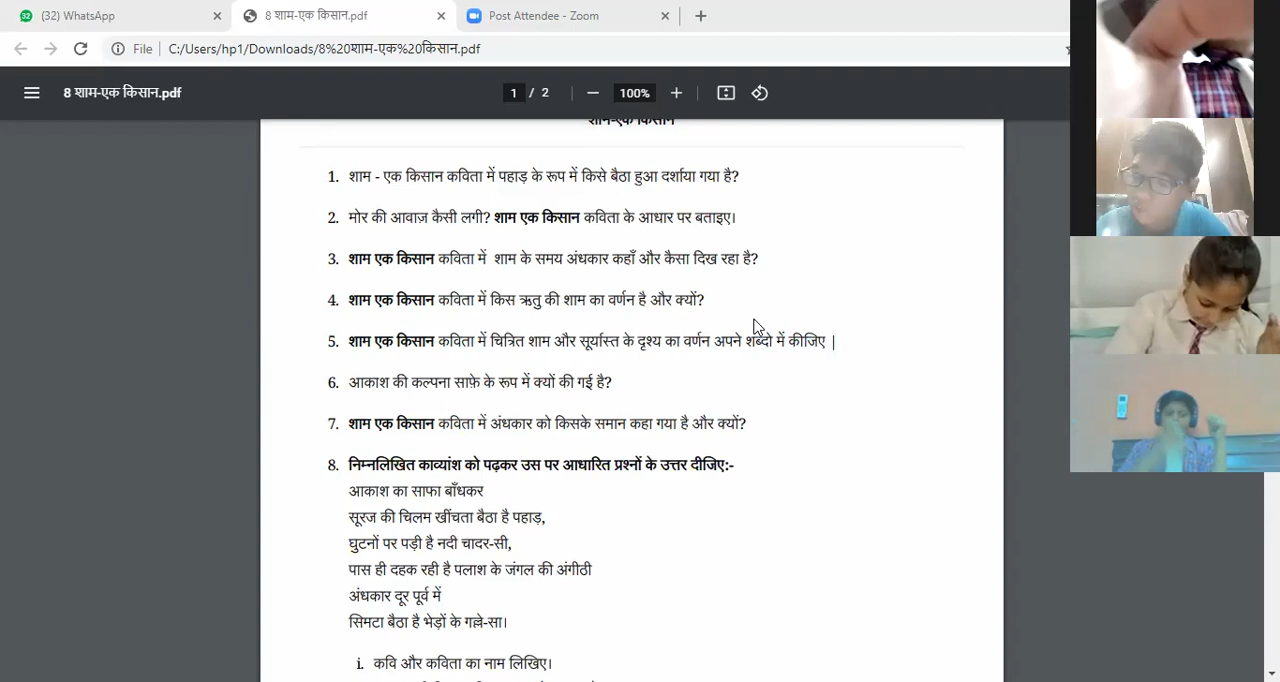 (32) WhatsApp
8 शाम-एक किसान.pdf
Post Attendee - Zoom
File
C:/Users/hp1/Downloads/8%20शाम-एक%20किसान.pdf
8 शाम-एक किसान.pdf
1 / 2
100%
शाम-एक किसान
1. शाम - एक किसान कविता में पहाड़ के रूप में किसे बैठा हुआ दर्शाया गया है?
2. मोर की आवाज़ कैसी लगी? शाम एक किसान कविता के आधार पर बताइए।
3. शाम एक किसान कविता में शाम के समय अंधकार कहाँ और कैसा दिख रहा है?
4. शाम एक किसान कविता में किस ऋतु की शाम का वर्णन है और क्यों?
5. शाम एक किसान कविता में चित्रित शाम और सूर्यास्त के दृश्य का वर्णन अपने शब्दो में कीजिए |
6. आकाश की कल्पना साफ़े के रूप में क्यों की गई है?
7. शाम एक किसान कविता में अंधकार को किसके समान कहा गया है और क्यों?
8. निम्नलिखित काव्यांश को पढ़कर उस पर आधारित प्रश्नों के उत्तर दीजिए:-
आकाश का साफा बाँधकर
सूरज की चिलम खींचता बैठा है पहाड़,
घुटनों पर पड़ी है नदी चादर-सी,
पास ही दहक रही है पलाश के जंगल की अंगीठी
अंधकार दूर पूर्व में
सिमटा बैठा है भेड़ों के गल्ले-सा।
i. कवि और कविता का नाम लिखिए।